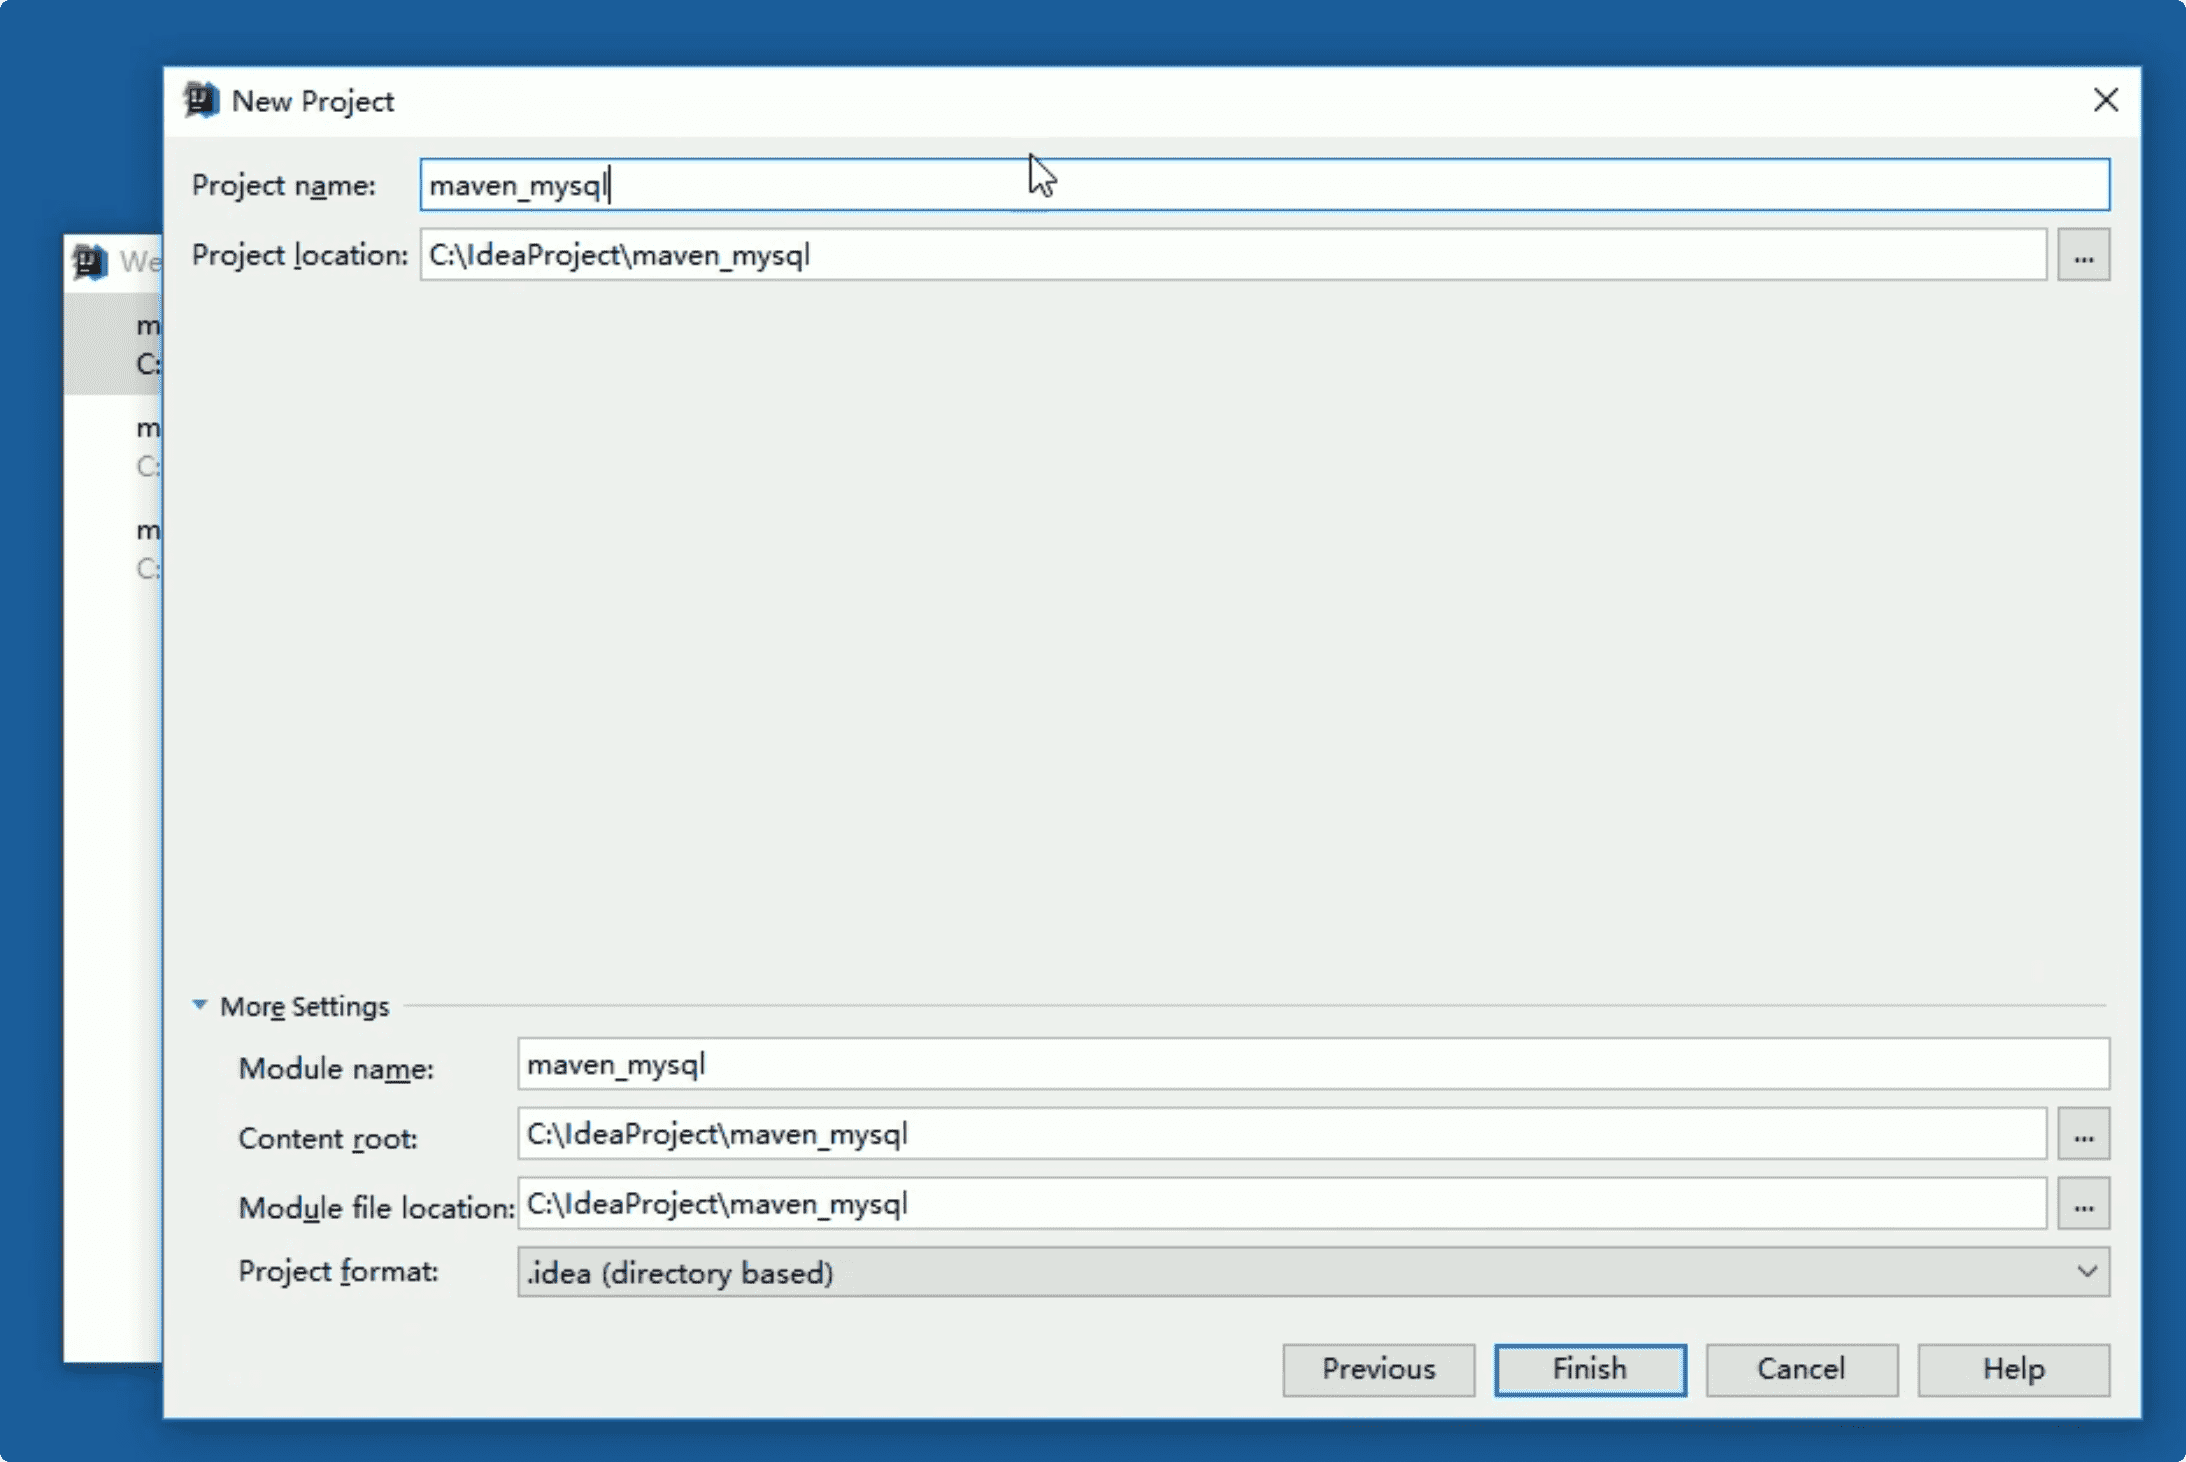 New Project
Project name: maven_mysql
Project location: C:\IdeaProject\maven_mysql ...
We
m
C:
m
C:
m
C:
More Settings
Module name: maven_mysql
Content root: C:\IdeaProject\maven_mysql ...
Module file location: C:\IdeaProject\maven_mysql ...
Project format: .idea (directory based)
Previous Finish Cancel Help